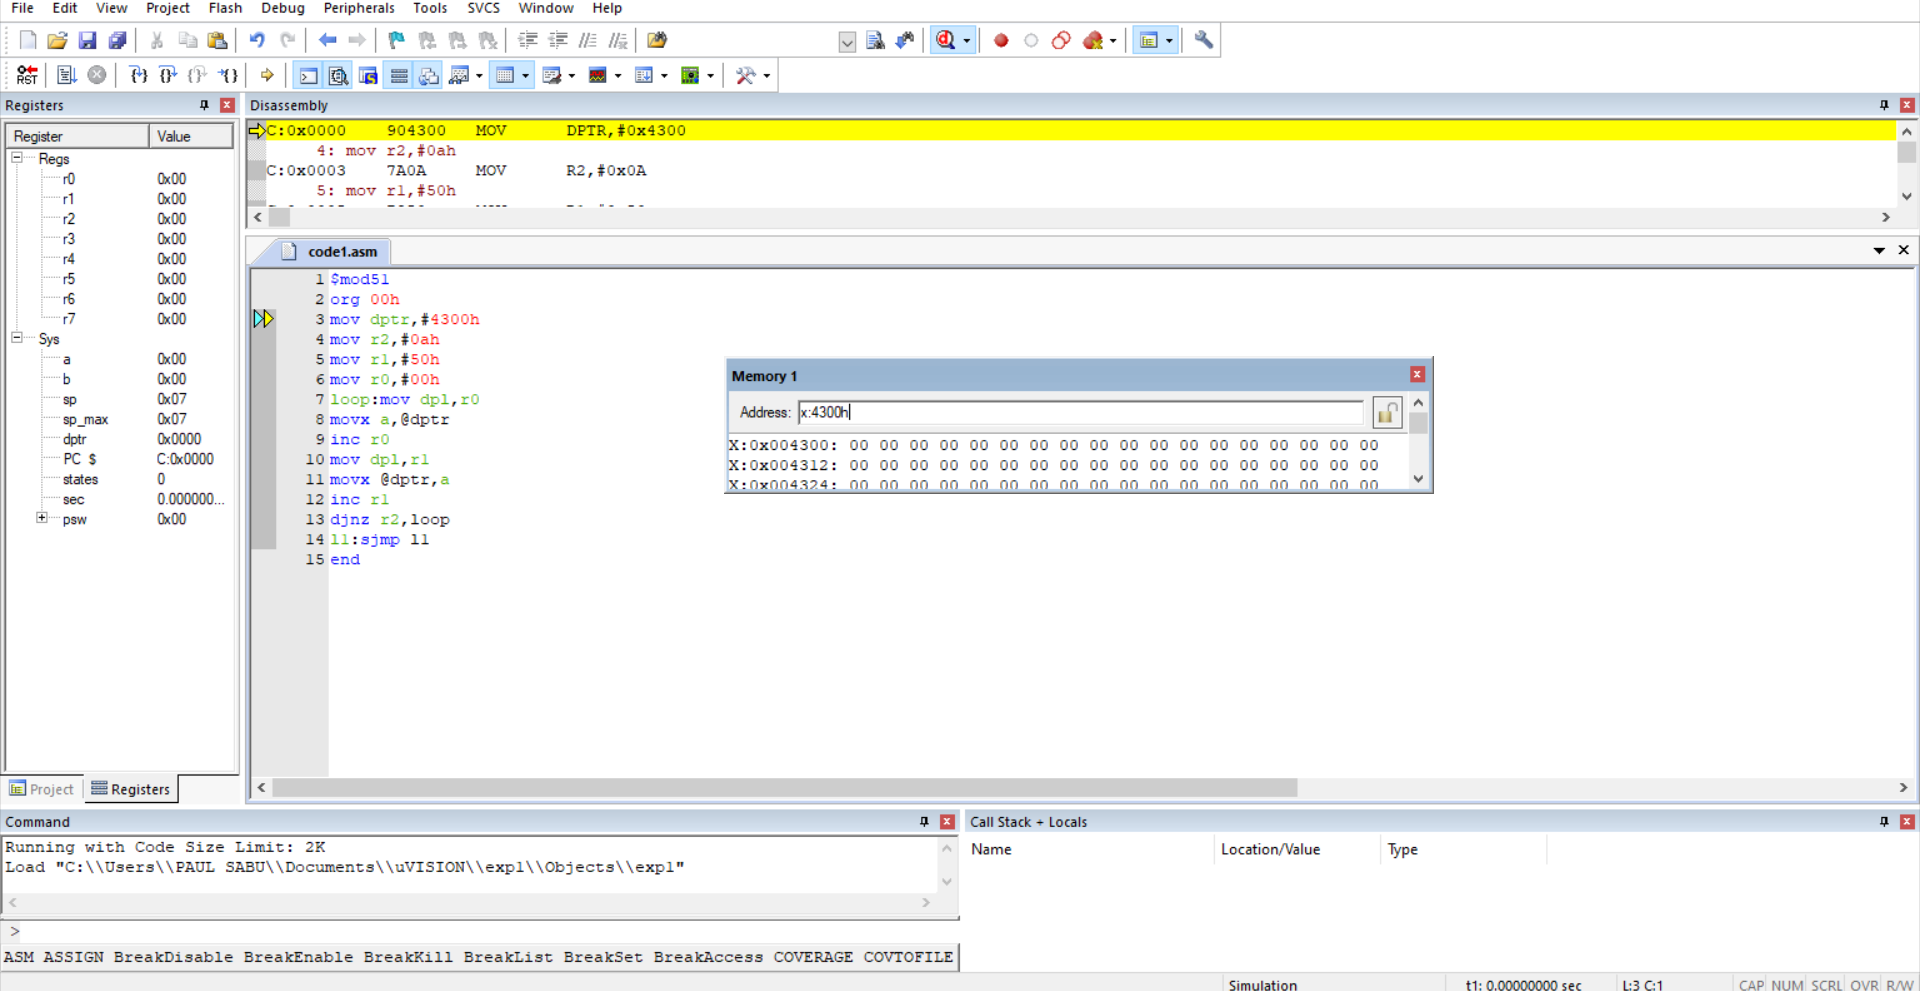 File Edit View Project Flash Debug Peripherals Tools SVCS Window Help
RST
Registers
Register Value
Regs
r0 0x00
r1 0x00
r2 0x00
r3 0x00
r4 0x00
r5 0x00
r6 0x00
r7 0x00
Sys
a 0x00
b 0x00
sp 0x07
sp_max 0x07
dptr 0x0000
PC $ C:0x0000
states 0
sec 0.000000...
psw 0x00
Project Registers
Disassembly
C:0x0000 904300 MOV DPTR,#0x4300
4: mov r2,#0ah
C:0x0003 7A0A MOV R2,#0x0A
5: mov r1,#50h
code1.asm
1 $mod51
2 org 00h
3 mov dptr,#4300h
4 mov r2,#0ah
5 mov r1,#50h
6 mov r0,#00h
7 loop:mov dpl,r0
8 movx a,@dptr
9 inc r0
10 mov dpl,r1
11 movx @dptr,a
12 inc r1
13 djnz r2,loop
14 l1:sjmp l1
15 end
Memory 1
Address: x:4300h
X:0x004300: 00 00 00 00 00 00 00 00 00 00 00 00 00 00 00 00 00 00
X:0x004312: 00 00 00 00 00 00 00 00 00 00 00 00 00 00 00 00 00 00
X:0x004324: 00 00 00 00 00 00 00 00 00 00 00 00 00 00 00 00 00 00
Command
Running with Code Size Limit: 2K
Load "C:\\Users\\PAUL SABU\\Documents\\uVISION\\exp1\\Objects\\exp1"
>
ASM ASSIGN BreakDisable BreakEnable BreakKill BreakList BreakSet BreakAccess COVERAGE COVTOFILE
Call Stack + Locals
Name Location/Value Type
Simulation t1: 0.00000000 sec L:3 C:1 CAP NUM SCRL OVR R/W